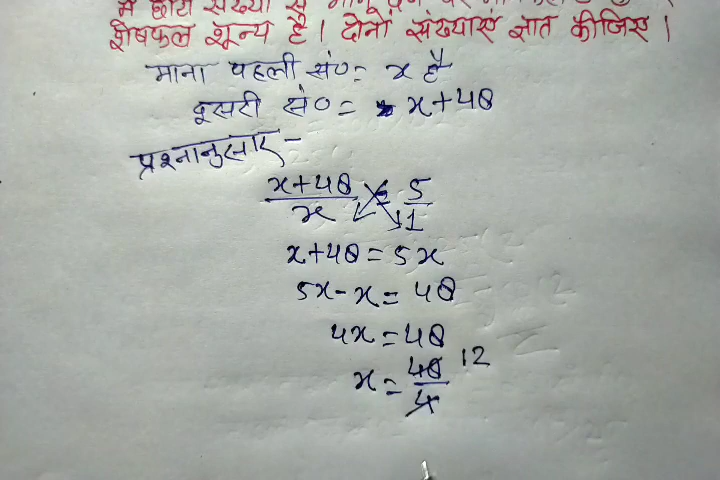 में छोटी संख्या से भाग देने पर
शेषफल शून्य है। दोनों संख्याएं ज्ञात कीजिए।
माना पहली सं० = x है
दूसरी सं० = x+48
प्रश्नानुसार -
x+48/x = 5/1
x+48 = 5x
5x-x = 48
4x = 48
x = 48/4 12